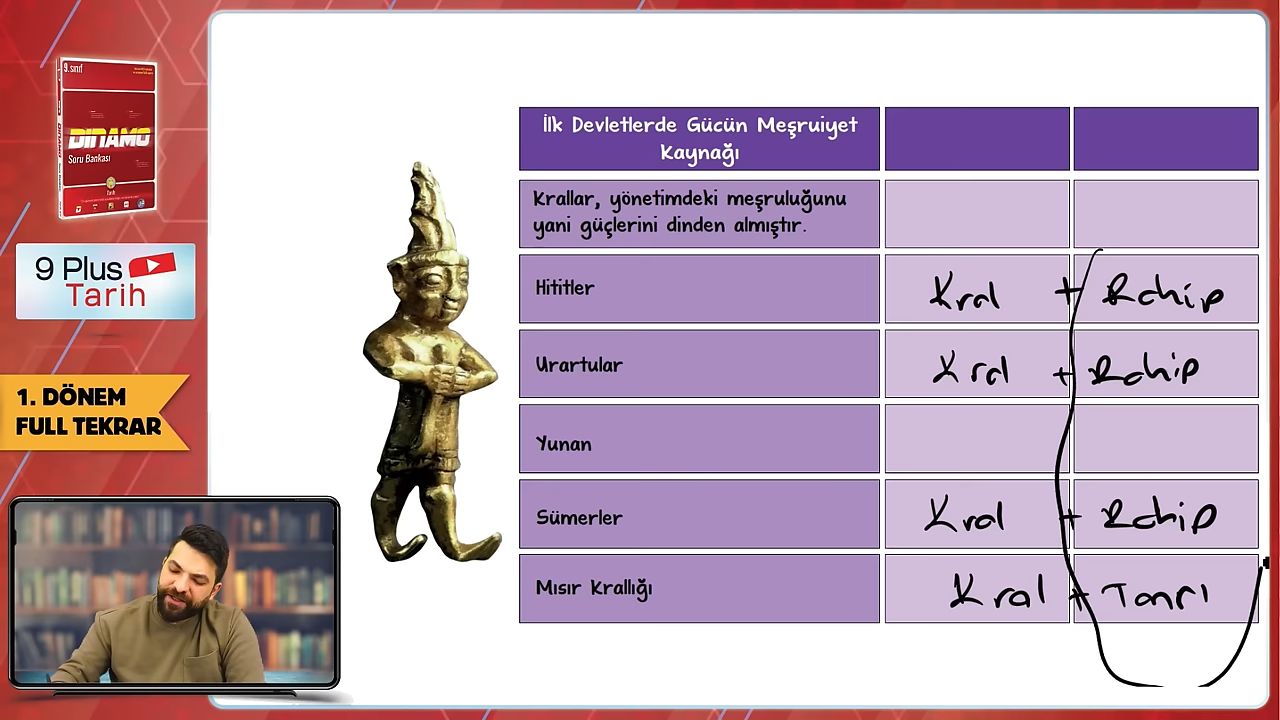 9. sınıf
DINAMO
Soru Bankası
Tarih
9 Plus
Tarih
1. DÖNEM
FULL TEKRAR
İlk Devletlerde Gücün Meşruiyet
Kaynağı
Krallar, yönetimdeki meşruluğunu
yani güçlerini dinden almıştır.
Hititler Kral + Rahip
Urartular Kral + Rahip
Yunan
Sümerler Kral + Rahip
Mısır Krallığı Kral + Tanrı